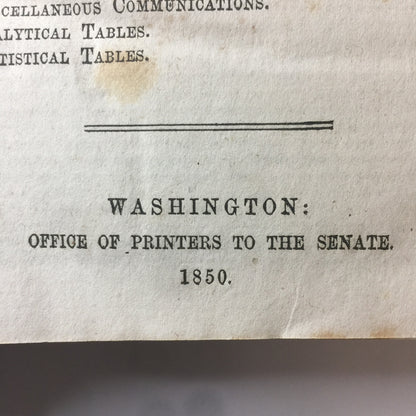 CELLANEOUS COMMUNICATIONS.
ALYTICAL TABLES.
TISTICAL TABLES.
WASHINGTON:
OFFICE OF PRINTERS TO THE SENATE.
1850.